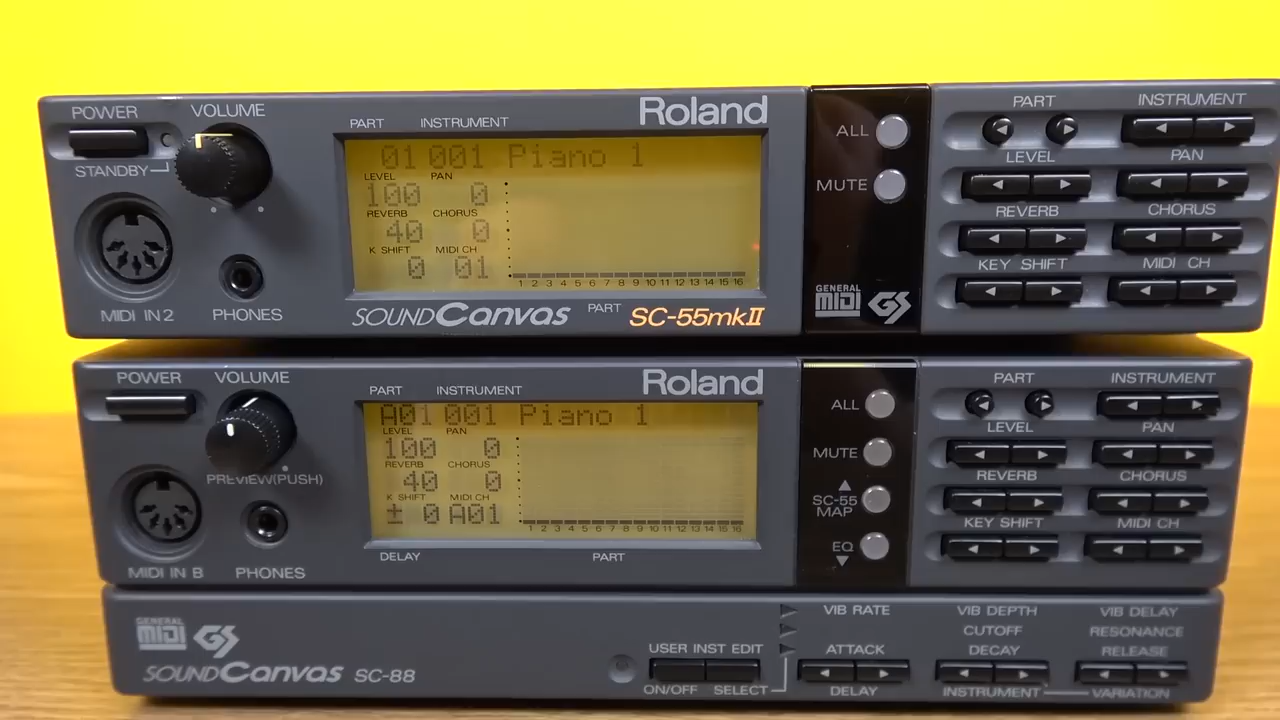 POWER VOLUME PART INSTRUMENT Roland
STANDBY
MIDI IN 2 PHONES
01 001 Piano 1
LEVEL PAN
100 0
REVERB CHORUS
40 0
K SHIFT MIDI CH
0 01
1 2 3 4 5 6 7 8 9 10 11 12 13 14 15 16
SOUND Canvas PART SC-55mkII
ALL
MUTE
GENERAL MIDI GS
PART INSTRUMENT
LEVEL PAN
REVERB CHORUS
KEY SHIFT MIDI CH
POWER VOLUME PART INSTRUMENT Roland
PREVIEW(PUSH)
MIDI IN B PHONES
A01 001 Piano 1
LEVEL PAN
100 0
REVERB CHORUS
40 0
K SHIFT MIDI CH
± 0 A01
1 2 3 4 5 6 7 8 9 10 11 12 13 14 15 16
DELAY PART
ALL
MUTE
SC-55 MAP
EQ
PART INSTRUMENT
LEVEL PAN
REVERB CHORUS
KEY SHIFT MIDI CH
GENERAL MIDI GS
SOUND Canvas SC-88
USER INST EDIT
ON/OFF SELECT
VIB RATE VIB DEPTH VIB DELAY
CUTOFF RESONANCE
ATTACK DECAY RELEASE
DELAY INSTRUMENT VARIATION